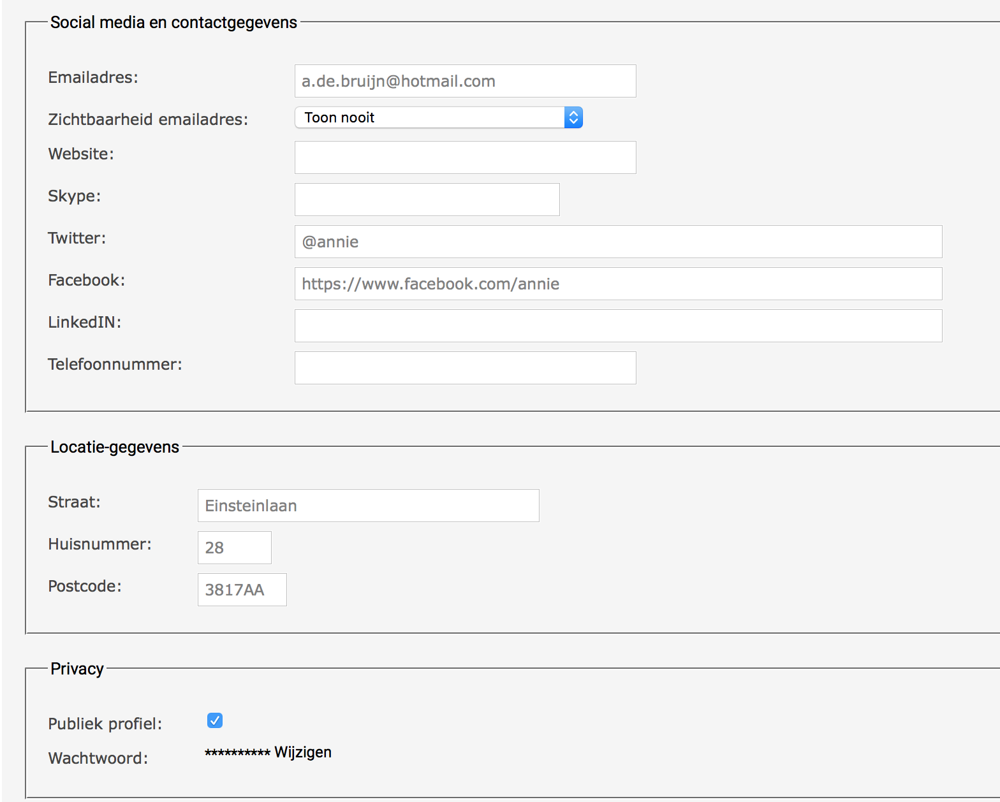 Social media en contactgegevens
Emailadres: a.de.bruijn@hotmail.com
Zichtbaarheid emailadres: Toon nooit
Website:
Skype:
Twitter: @annie
Facebook: https://www.facebook.com/annie
LinkedIN:
Telefoonnummer:
Locatie-gegevens
Straat: Einsteinlaan
Huisnummer: 28
Postcode: 3817AA
Privacy
Publiek profiel:
Wachtwoord: ********** Wijzigen